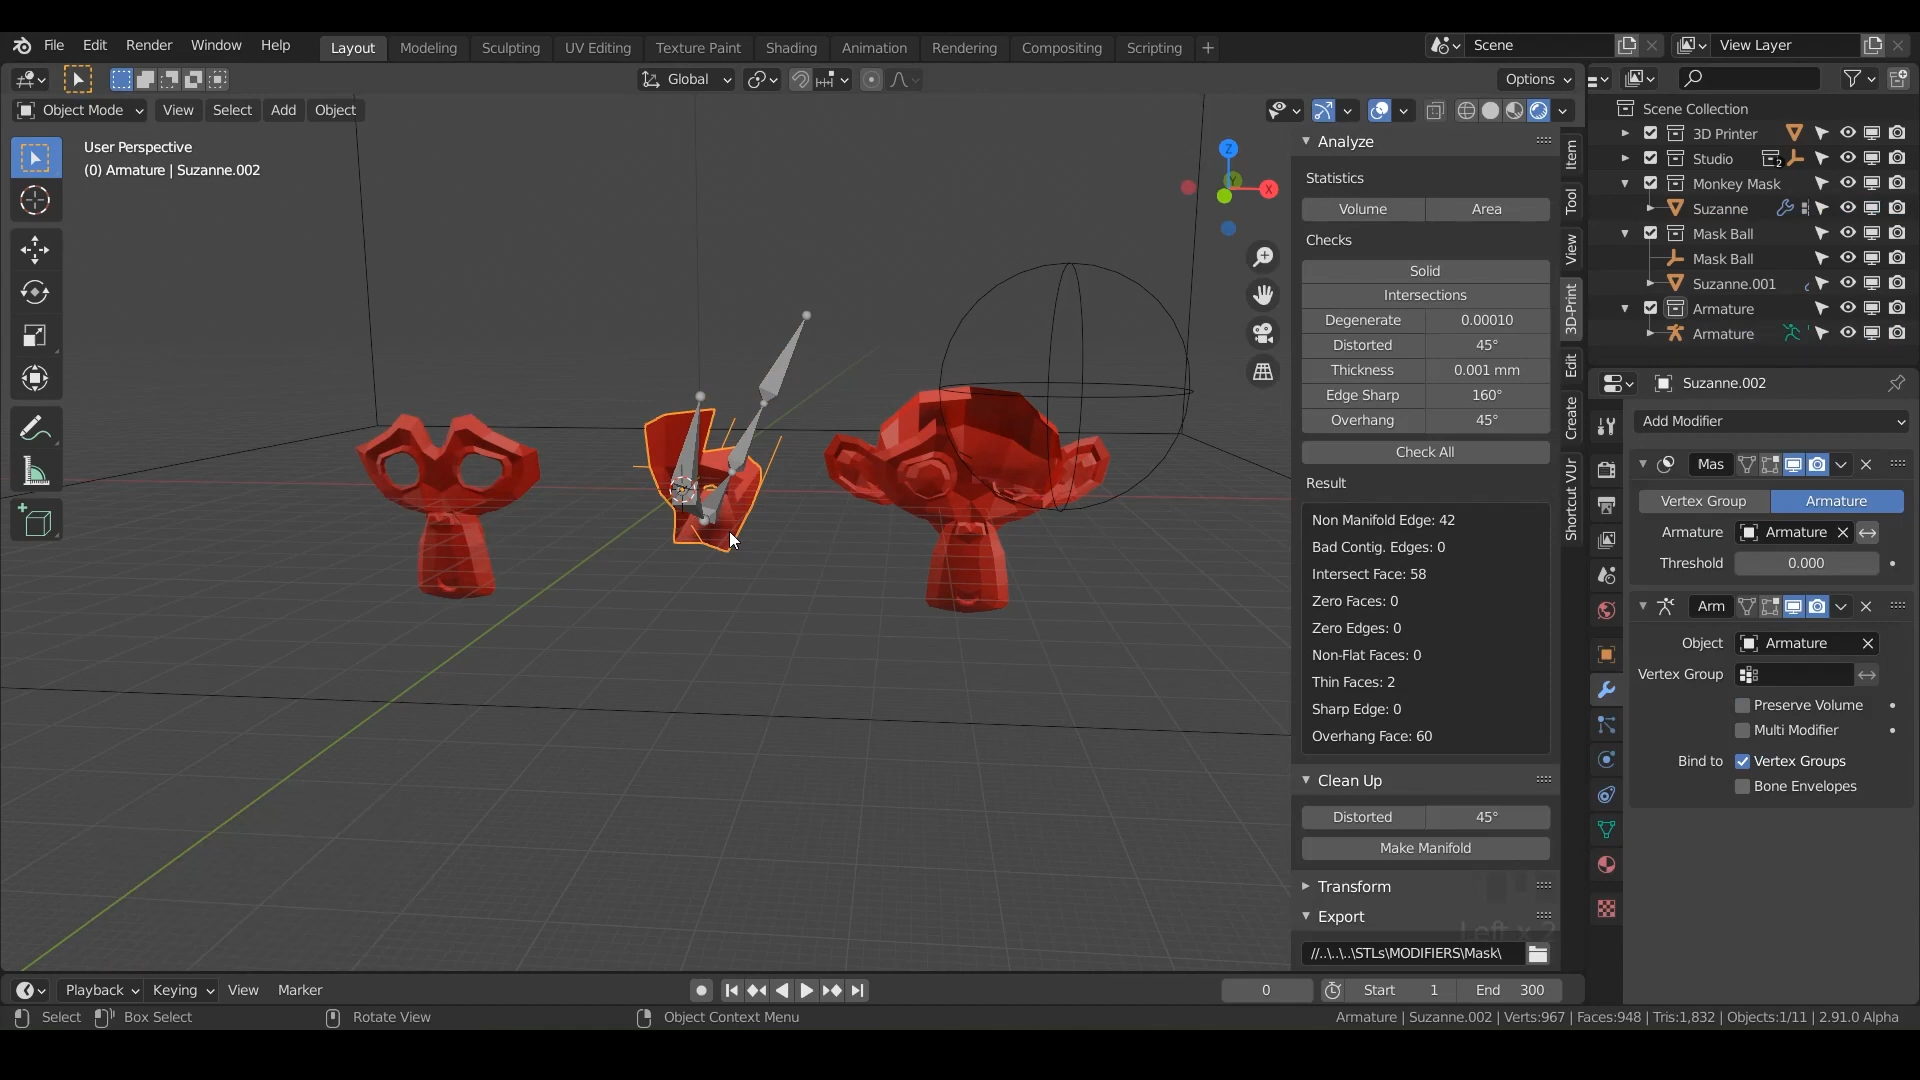 File Edit Render Window Help Layout Modeling Sculpting UV Editing Texture Paint Shading Animation Rendering Compositing Scripting + Scene View Layer
Global Options
Object Mode View Select Add Object
User Perspective
(0) Armature | Suzanne.002
Z
Y
X
Analyze
Statistics
Volume Area
Checks
Solid
Intersections
Degenerate 0.00010
Distorted 45°
Thickness 0.001 mm
Edge Sharp 160°
Overhang 45°
Check All
Result
Non Manifold Edge: 42
Bad Contig. Edges: 0
Intersect Face: 58
Zero Faces: 0
Zero Edges: 0
Non-Flat Faces: 0
Thin Faces: 2
Sharp Edge: 0
Overhang Face: 60
Clean Up
Distorted 45°
Make Manifold
Transform
Export
Left x 2
//..\..\..\STLs\MODIFIERS\Mask\
Item
Tool
View
3D-Print
Edit
Create
Shortcut VUr
Scene Collection
3D Printer
Studio 2
Monkey Mask
Suzanne
Mask Ball
Mask Ball
Suzanne.001
Armature
Armature
Suzanne.002
Add Modifier
Mas
Vertex Group Armature
Armature Armature
Threshold 0.000
Arm
Object Armature
Vertex Group
Preserve Volume
Multi Modifier
Bind to Vertex Groups
Bone Envelopes
Playback Keying View Marker 0 Start 1 End 300
Select Box Select Rotate View Object Context Menu Armature | Suzanne.002 | Verts:967 | Faces:948 | Tris:1,832 | Objects:1/11 | 2.91.0 Alpha